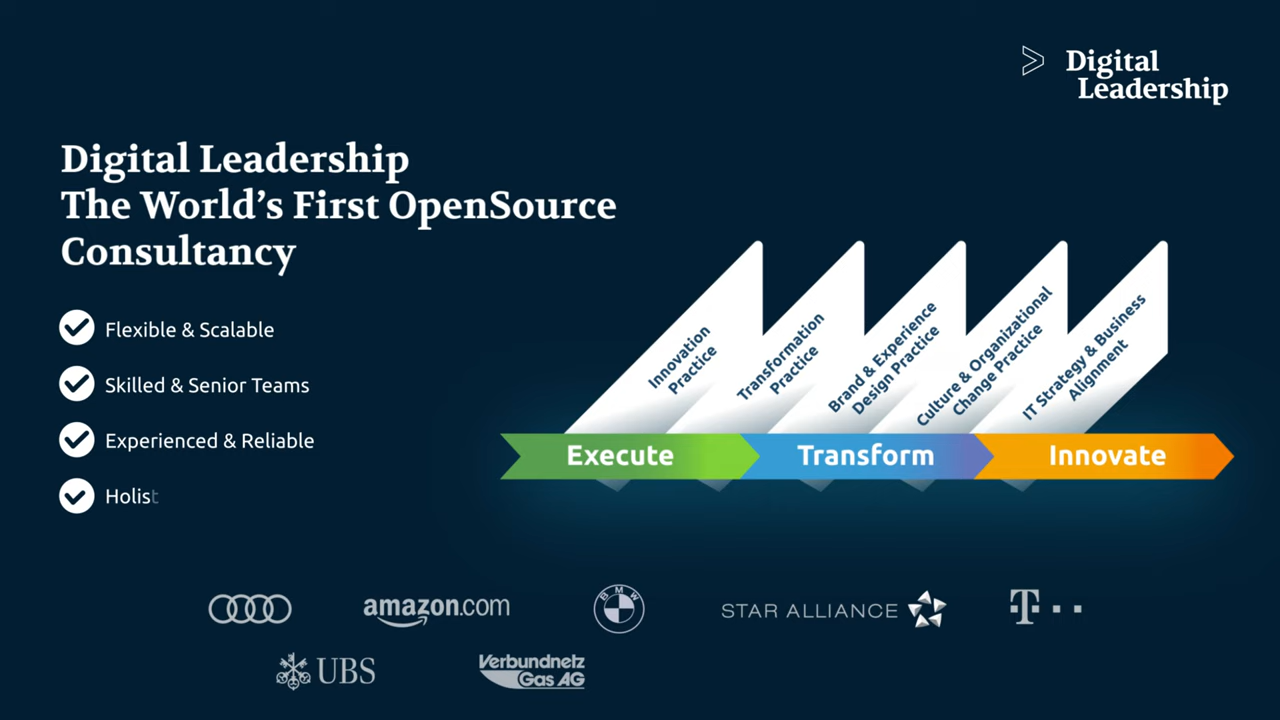 Digital
Leadership
Digital Leadership
The World’s First OpenSource
Consultancy
Flexible & Scalable
Skilled & Senior Teams
Experienced & Reliable
Holist
Innovation
Practice
Transformation
Practice
Brand & Experience
Design Practice
Culture & Organizational
Change Practice
IT Strategy & Business
Alignment
Execute
Transform
Innovate
amazon.com
BMW
STAR ALLIANCE
T
UBS
Verbundnetz
Gas AG